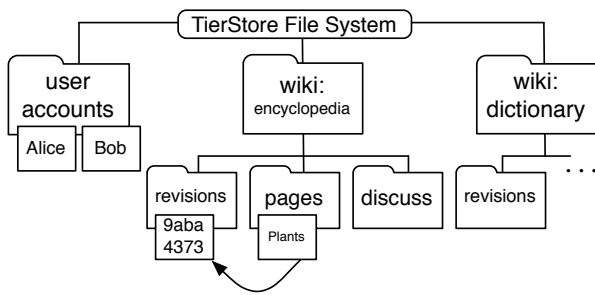 TierStore File System
user
accounts
Alice
Bob
wiki:
encyclopedia
wiki:
dictionary
revisions
9aba
4373
pages
Plants
discuss
revisions
...